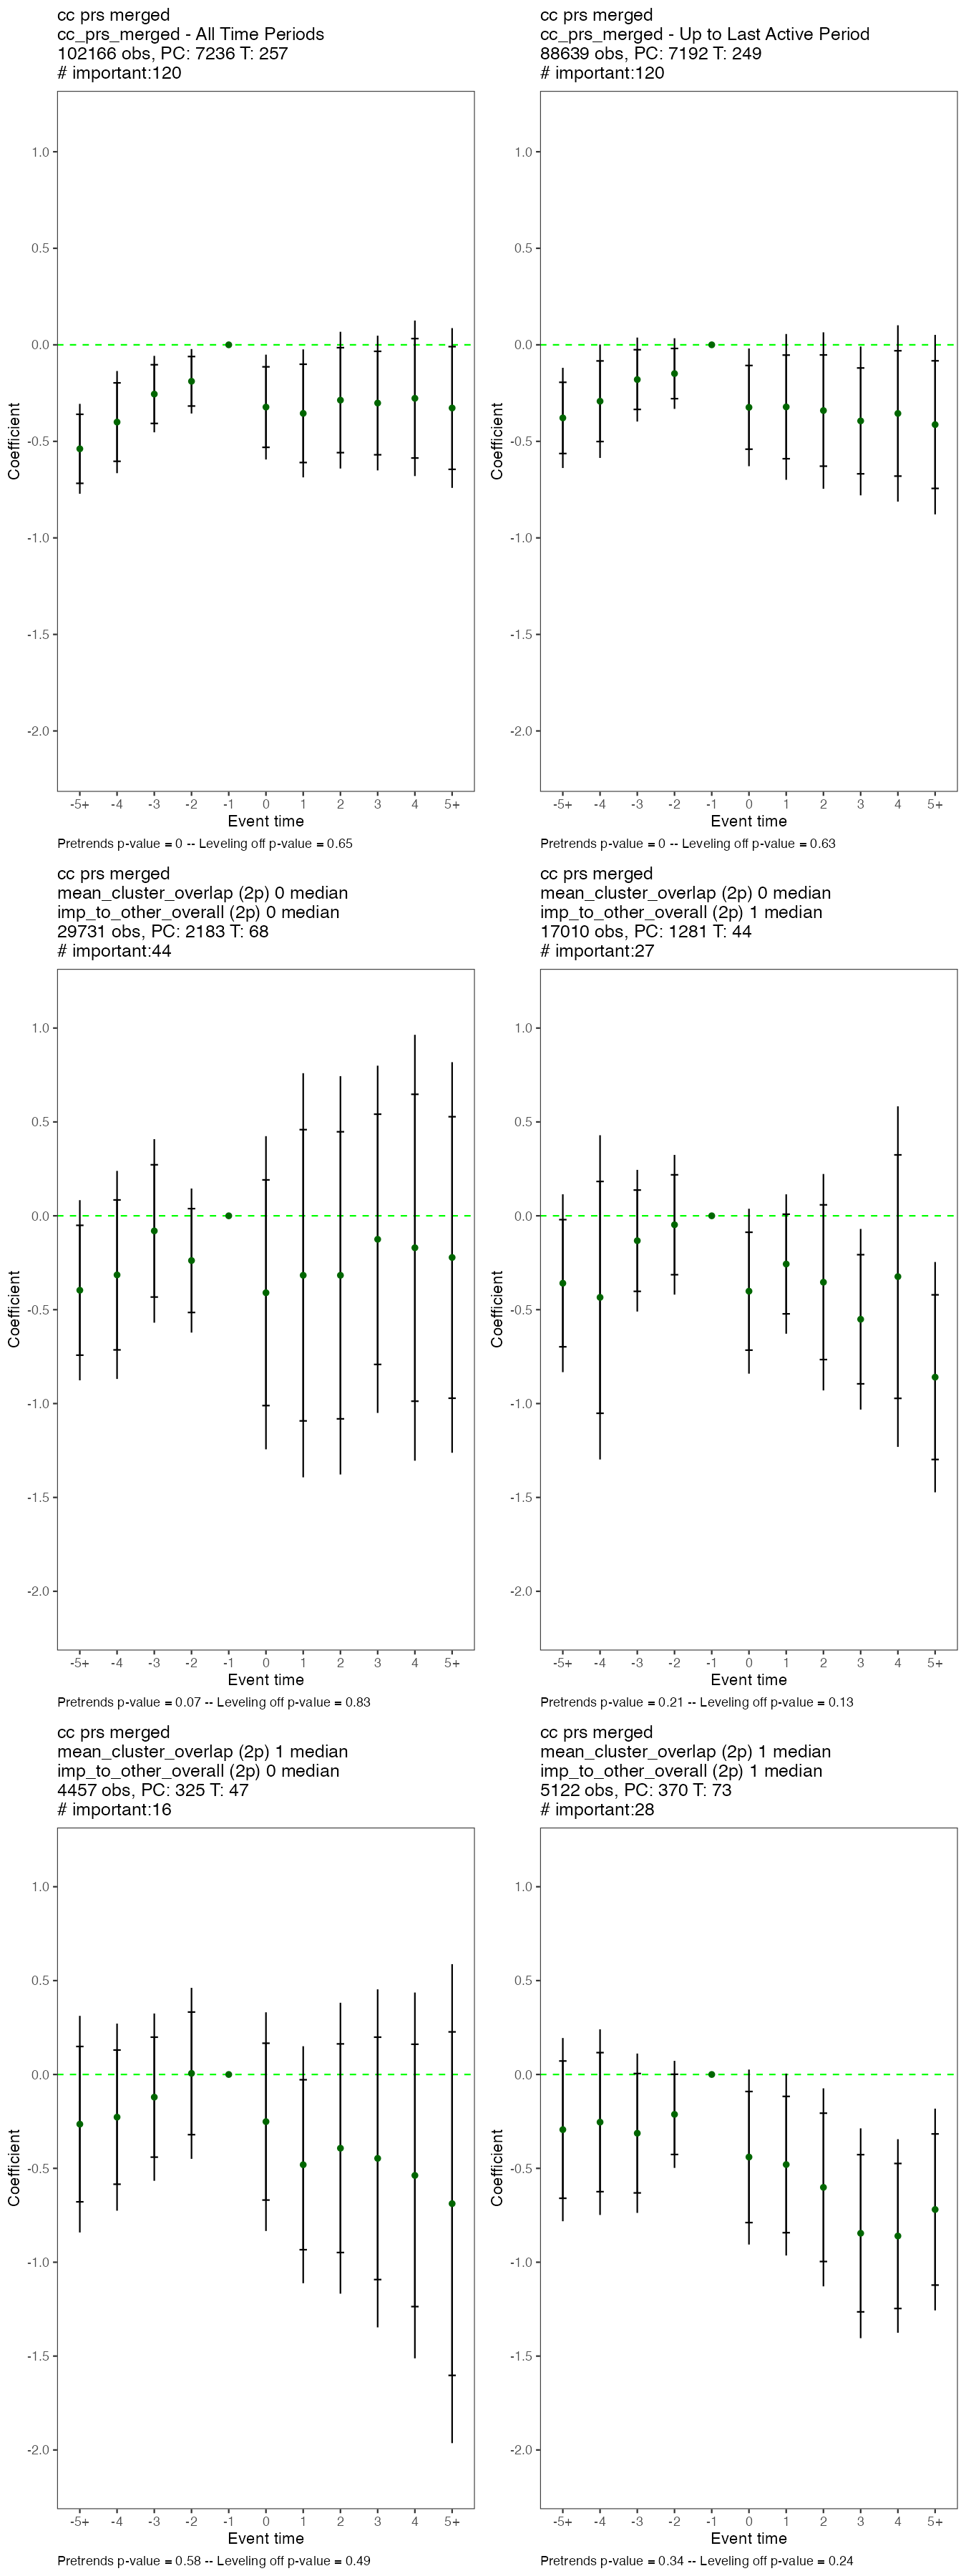 cc prs merged
cc_prs_merged - All Time Periods
102166 obs, PC: 7236 T: 257
# important:120
1.0
0.5
0.0
-0.5
-1.0
-1.5
-2.0
Coefficient
-5+ -4 -3 -2 -1 0 1 2 3 4 5+
Event time
Pretrends p-value = 0 -- Leveling off p-value = 0.65
cc prs merged
cc_prs_merged - Up to Last Active Period
88639 obs, PC: 7192 T: 249
# important:120
1.0
0.5
0.0
-0.5
-1.0
-1.5
-2.0
Coefficient
-5+ -4 -3 -2 -1 0 1 2 3 4 5+
Event time
Pretrends p-value = 0 -- Leveling off p-value = 0.63
cc prs merged
mean_cluster_overlap (2p) 0 median
imp_to_other_overall (2p) 0 median
29731 obs, PC: 2183 T: 68
# important:44
1.0
0.5
0.0
-0.5
-1.0
-1.5
-2.0
Coefficient
-5+ -4 -3 -2 -1 0 1 2 3 4 5+
Event time
Pretrends p-value = 0.07 -- Leveling off p-value = 0.83
cc prs merged
mean_cluster_overlap (2p) 0 median
imp_to_other_overall (2p) 1 median
17010 obs, PC: 1281 T: 44
# important:27
1.0
0.5
0.0
-0.5
-1.0
-1.5
-2.0
Coefficient
-5+ -4 -3 -2 -1 0 1 2 3 4 5+
Event time
Pretrends p-value = 0.21 -- Leveling off p-value = 0.13
cc prs merged
mean_cluster_overlap (2p) 1 median
imp_to_other_overall (2p) 0 median
4457 obs, PC: 325 T: 47
# important:16
1.0
0.5
0.0
-0.5
-1.0
-1.5
-2.0
Coefficient
-5+ -4 -3 -2 -1 0 1 2 3 4 5+
Event time
Pretrends p-value = 0.58 -- Leveling off p-value = 0.49
cc prs merged
mean_cluster_overlap (2p) 1 median
imp_to_other_overall (2p) 1 median
5122 obs, PC: 370 T: 73
# important:28
1.0
0.5
0.0
-0.5
-1.0
-1.5
-2.0
Coefficient
-5+ -4 -3 -2 -1 0 1 2 3 4 5+
Event time
Pretrends p-value = 0.34 -- Leveling off p-value = 0.24